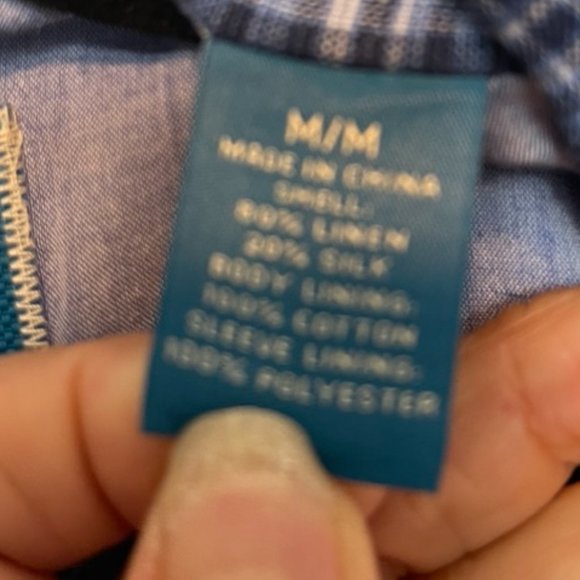 M/M
MADE IN CHINA
SHELL:
80% LINEN
20% SILK
BODY LINING:
100% COTTON
SLEEVE LINING:
100% POLYESTER